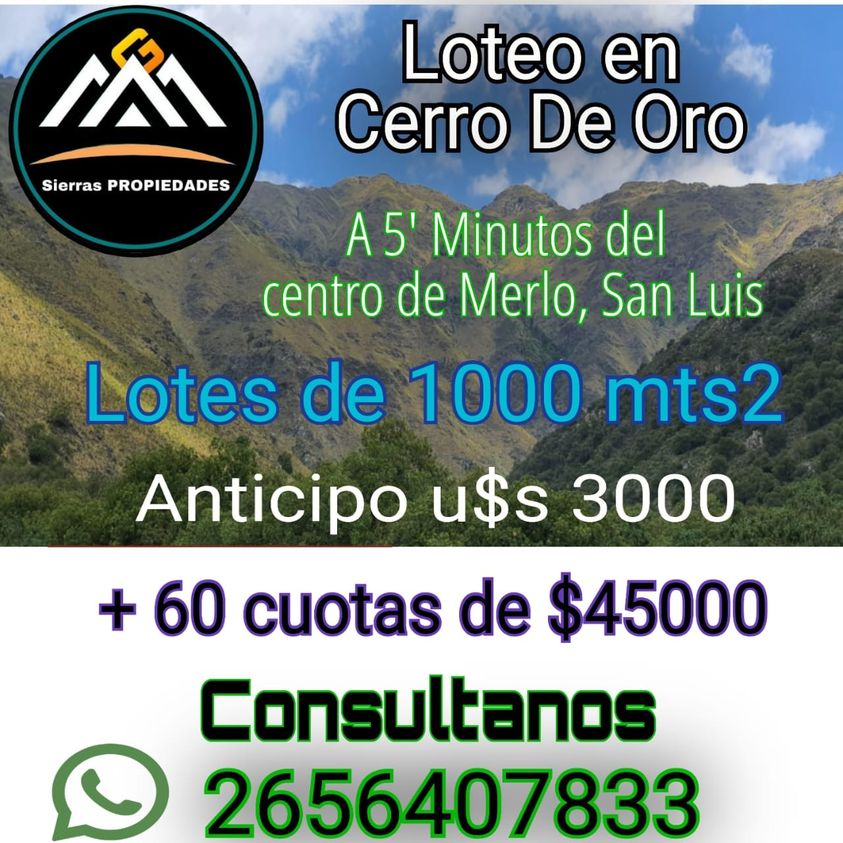 Sierras PROPIEDADES
Loteo en
Cerro De Oro
A 5' Minutos del
centro de Merlo, San Luis
Lotes de 1000 mts2
Anticipo u$s 3000
+ 60 cuotas de $45000
Consultanos
2656407833